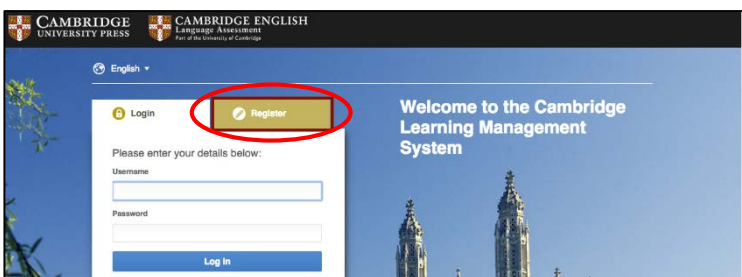 CAMBRIDGE
UNIVERSITY PRESS
CAMBRIDGE ENGLISH
Language Assessment
Part of the University of Cambridge
English
Login
Register
Welcome to the Cambridge
Learning Management
System
Please enter your details below:
Username
Password
Log In